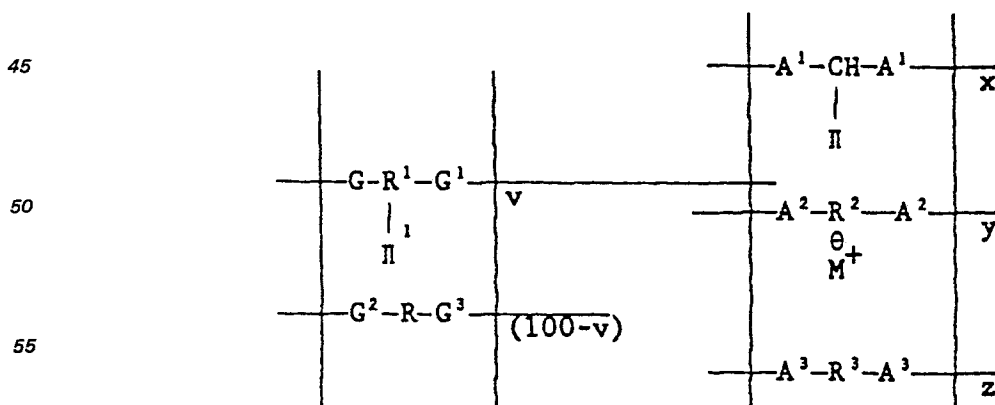 45
A¹–CH–A¹ x
Π
G–R¹–G¹ v
50
A²–R²–A² y
Π¹
⊖
M⁺
G²–R–G³ (100-v)
55
A³–R³–A³ z